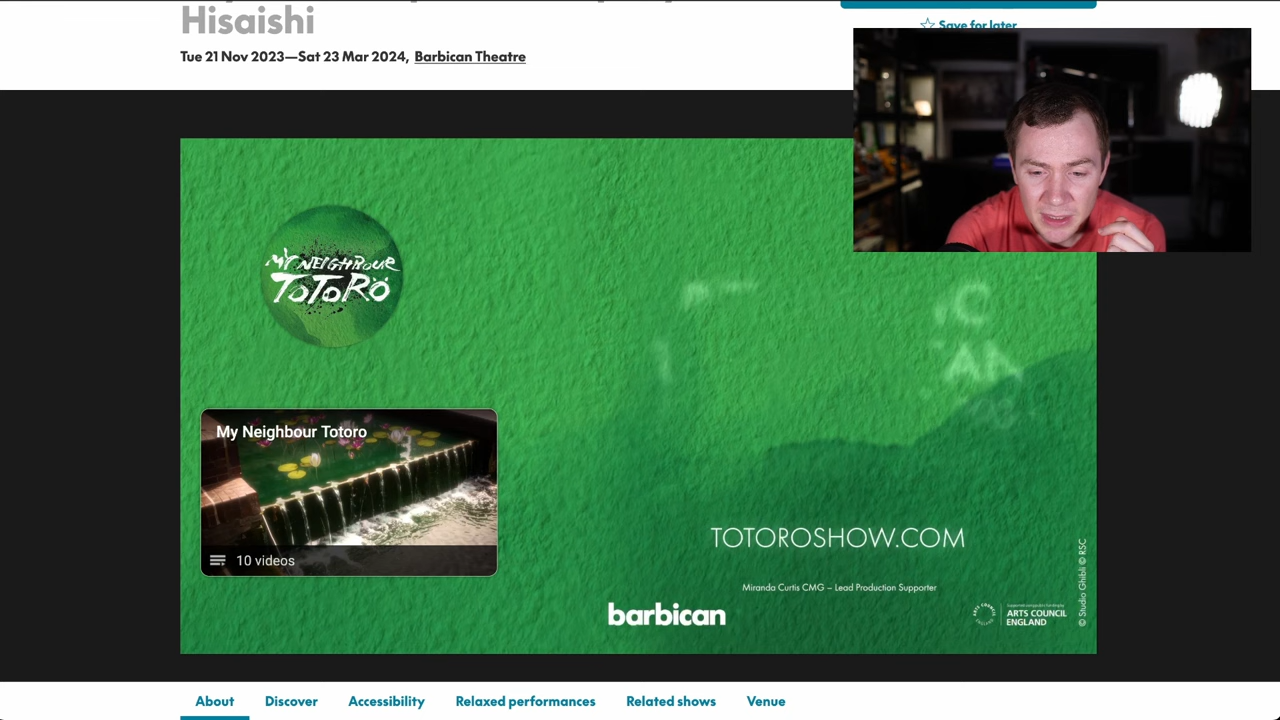 Hisaishi
☆ Save for later
Tue 21 Nov 2023—Sat 23 Mar 2024, Barbican Theatre
MY NEIGHBOUR
TOTORO
My Neighbour Totoro
10 videos
TOTOROSHOW.COM
Miranda Curtis CMG – Lead Production Supporter
barbican
ARTS COUNCIL
ENGLAND
© Studio Ghibli © RSC
About Discover Accessibility Relaxed performances Related shows Venue